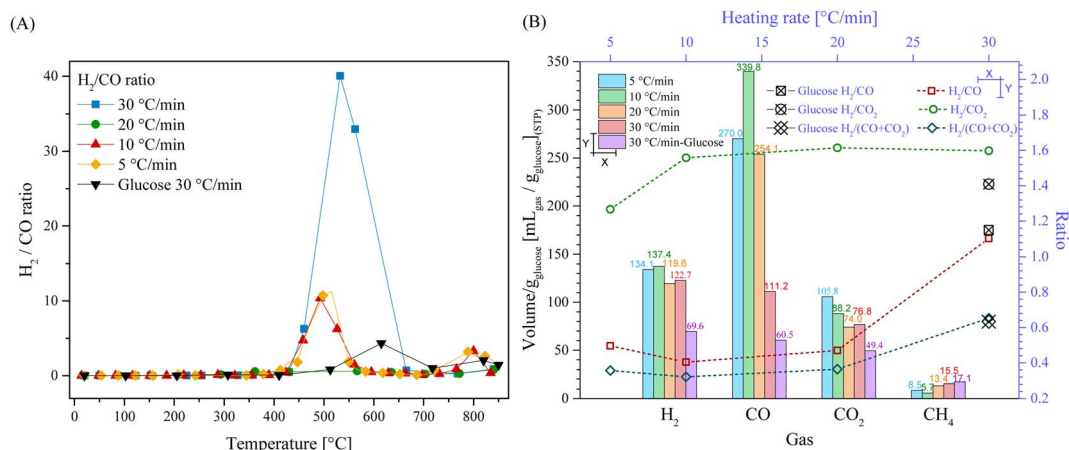 (A)
H2/CO ratio
30 °C/min
20 °C/min
10 °C/min
5 °C/min
Glucose 30 °C/min
H2 / CO ratio
40
30
20
10
0
0 100 200 300 400 500 600 700 800
Temperature [°C]
(B)
Heating rate [°C/min]
5 10 15 20 25 30
5 °C/min
10 °C/min
20 °C/min
30 °C/min
30 °C/min-Glucose
Y
X
X
Y
Glucose H2/CO
Glucose H2/CO2
Glucose H2/(CO+CO2)
H2/CO
H2/CO2
H2/(CO+CO2)
Volume/gglucose [mLgas / gglucose](STP)
350
300
250
200
150
100
50
0
134.1 137.4 119.6 122.7 69.6
270.0 339.8 254.1 111.2 60.5
105.8 88.2 74.0 76.8 49.4
8.5 5.7 13.4 15.5 17.1
2.0
1.8
1.6
1.4
1.2
1.0
0.8
0.6
0.4
0.2
Ratio
H2 CO CO2 CH4
Gas